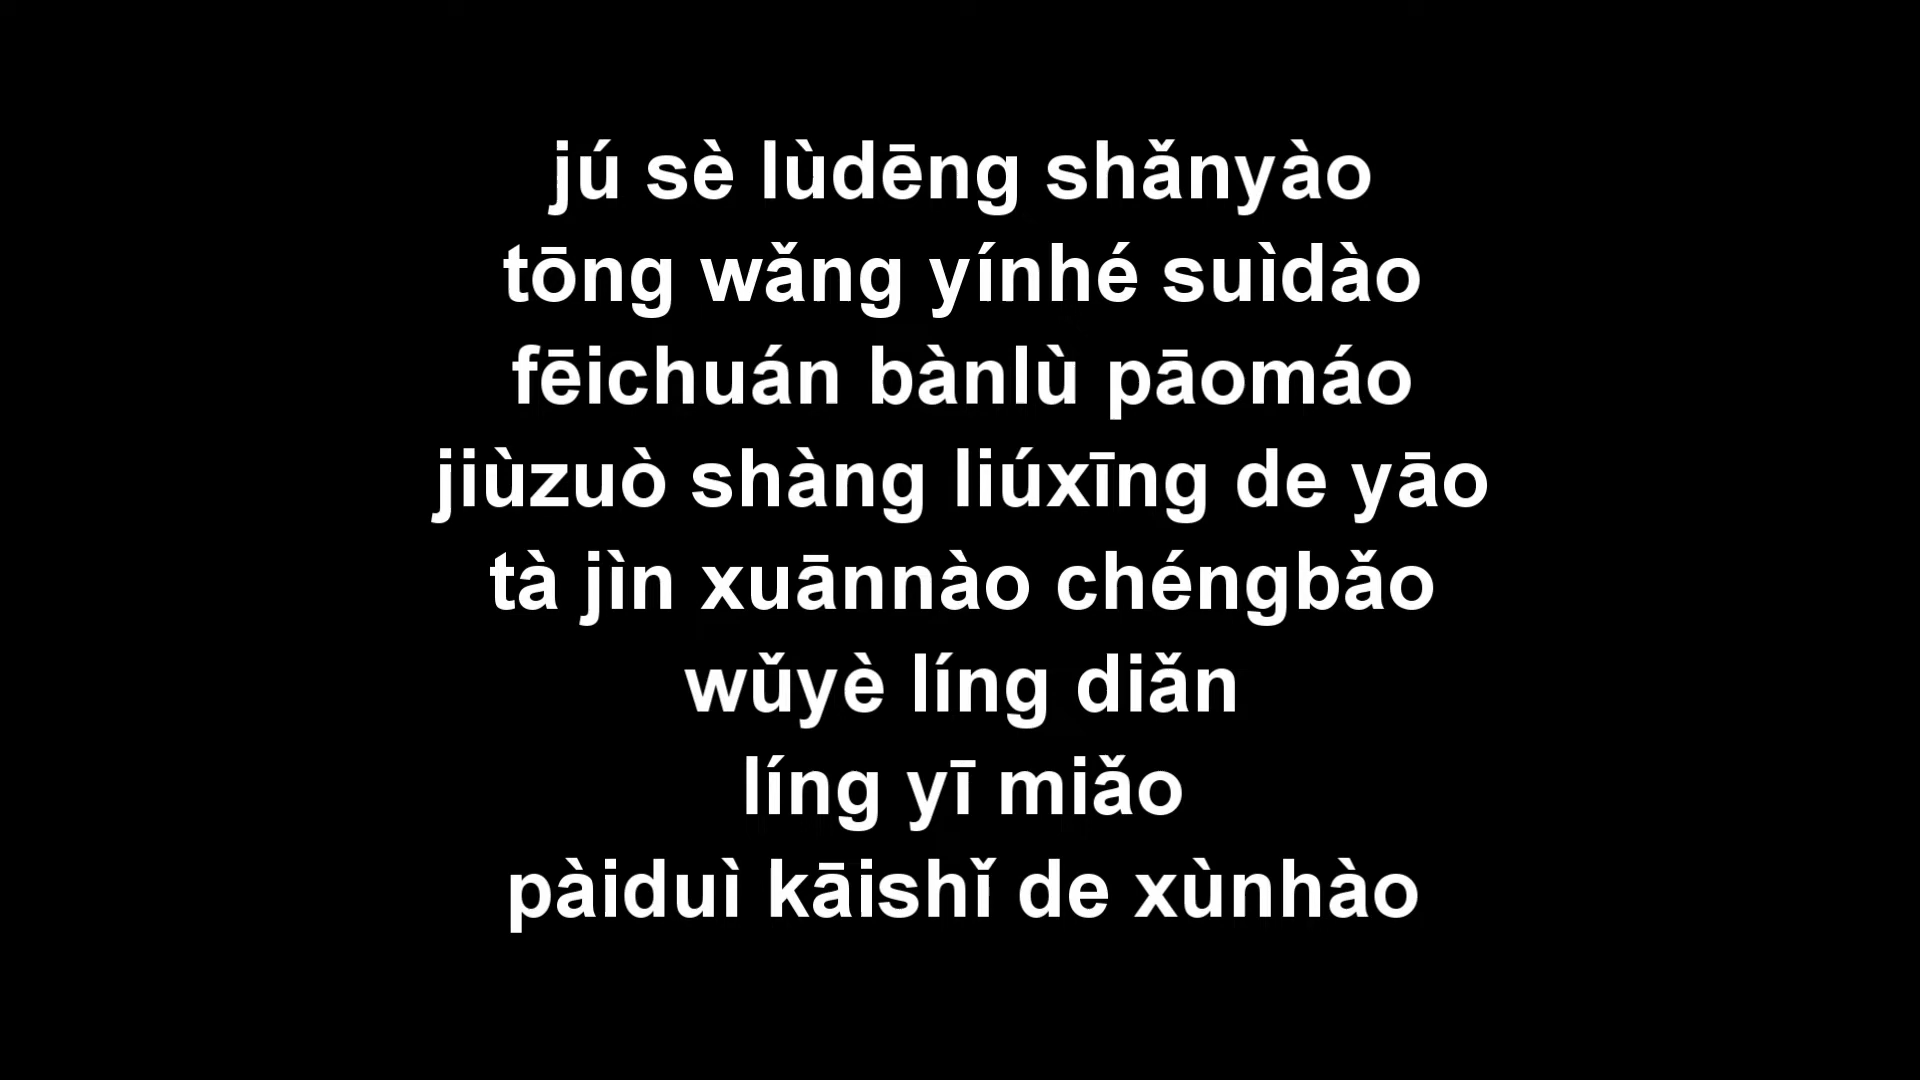 jú sè lùdēng shǎnyào
tōng wǎng yínhé suìdào
fēichuán bànlù pāomáo
jiùzuò shàng liúxīng de yāo
tà jìn xuānnào chéngbǎo
wǔyè líng diǎn
líng yī miǎo
pàiduì kāishǐ de xùnhào